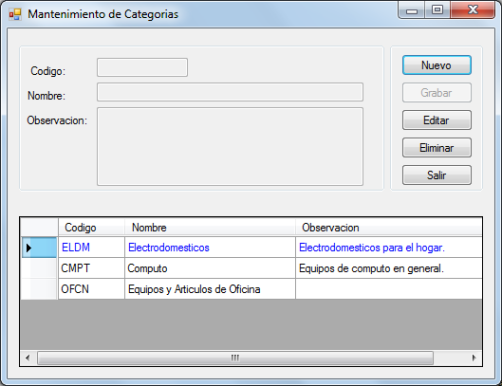 Mantenimiento de Categorias
Codigo:
Nombre:
Observacion:
Nuevo
Grabar
Editar
Eliminar
Salir
Codigo Nombre Observacion
ELDM Electrodomesticos Electrodomesticos para el hogar.
CMPT Computo Equipos de computo en general.
OFCN Equipos y Articulos de Oficina